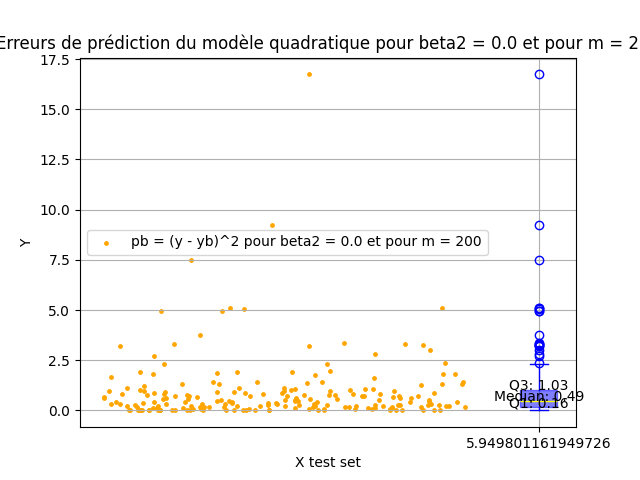 Erreurs de prédiction du modèle quadratique pour beta2 = 0.0 et pour m = 2
17.5
15.0
12.5
10.0
7.5
5.0
2.5
0.0
Y
pb = (y - yb)^2 pour beta2 = 0.0 et pour m = 200
Q3: 1.03
Median: 0.49
Q1: 0.16
5.949801161949726
X test set